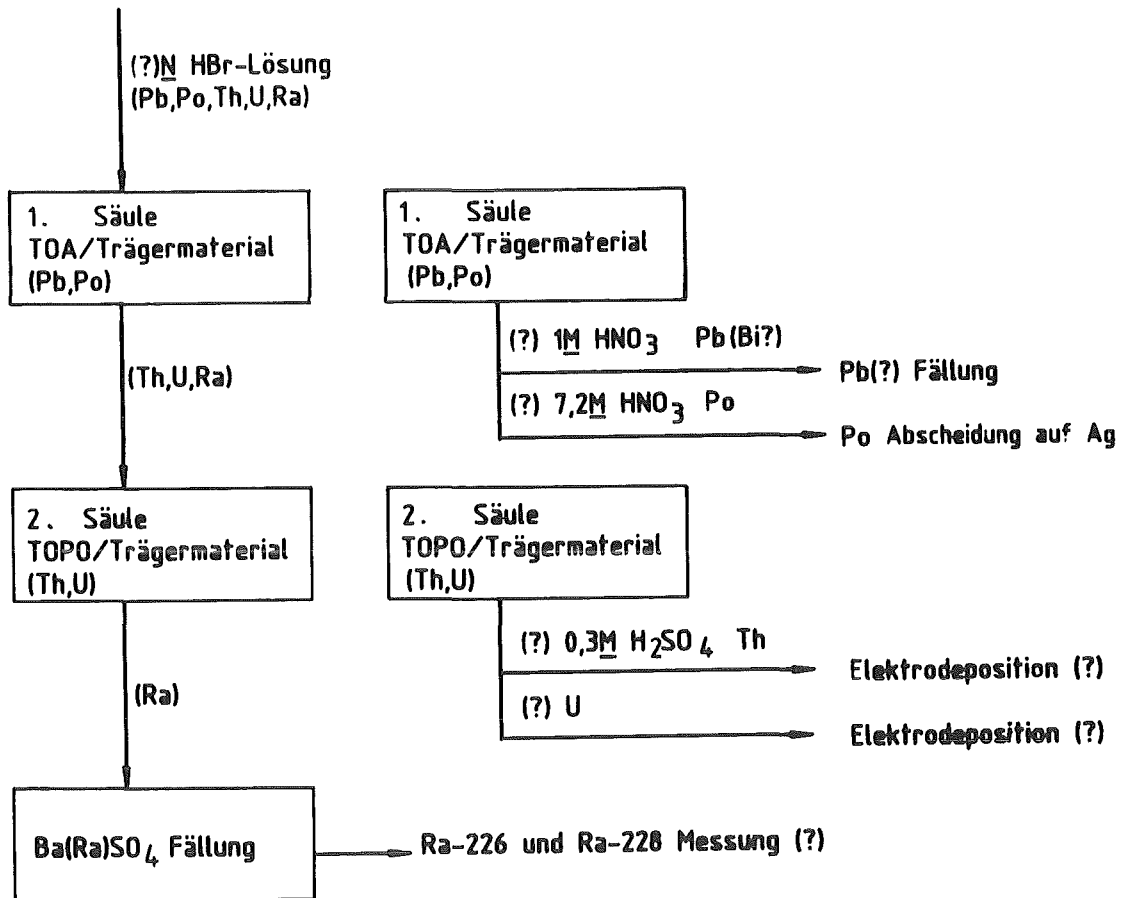 (?)N HBr-Lösung
(Pb,Po,Th,U,Ra)
1. Säule
TOA/Trägermaterial
(Pb,Po)
1. Säule
TOA/Trägermaterial
(Pb,Po)
(?) 1M HNO3 Pb(Bi?)
Pb(?) Fällung
(?) 7,2M HNO3 Po
Po Abscheidung auf Ag
(Th,U,Ra)
2. Säule
TOPO/Trägermaterial
(Th,U)
2. Säule
TOPO/Trägermaterial
(Th,U)
(?) 0,3M H2SO4 Th
Elektrodeposition (?)
(?) U
Elektrodeposition (?)
(Ra)
Ba(Ra)SO4 Fällung
Ra-226 und Ra-228 Messung (?)